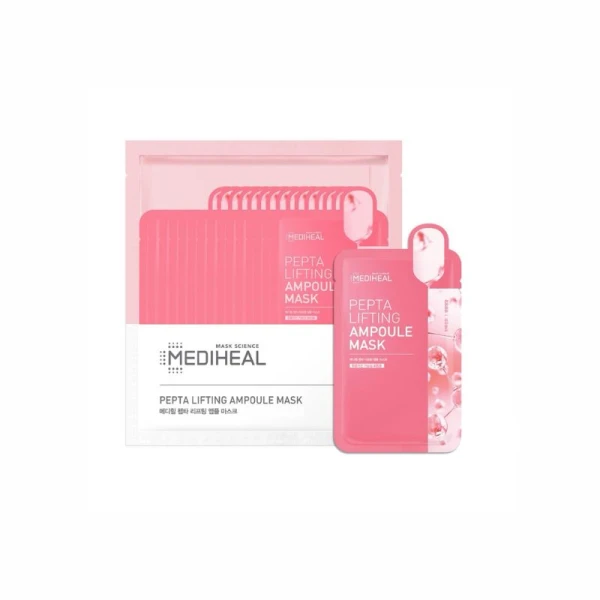 MEDIHEAL
PEPTA
LIFTING
AMPOULE
MASK
MASK SCIENCE
MEDIHEAL
PEPTA LIFTING AMPOULE MASK
메디힐 펩타 리프팅 앰플 마스크
MEDIHEAL
PEPTA
LIFTING
AMPOULE
MASK